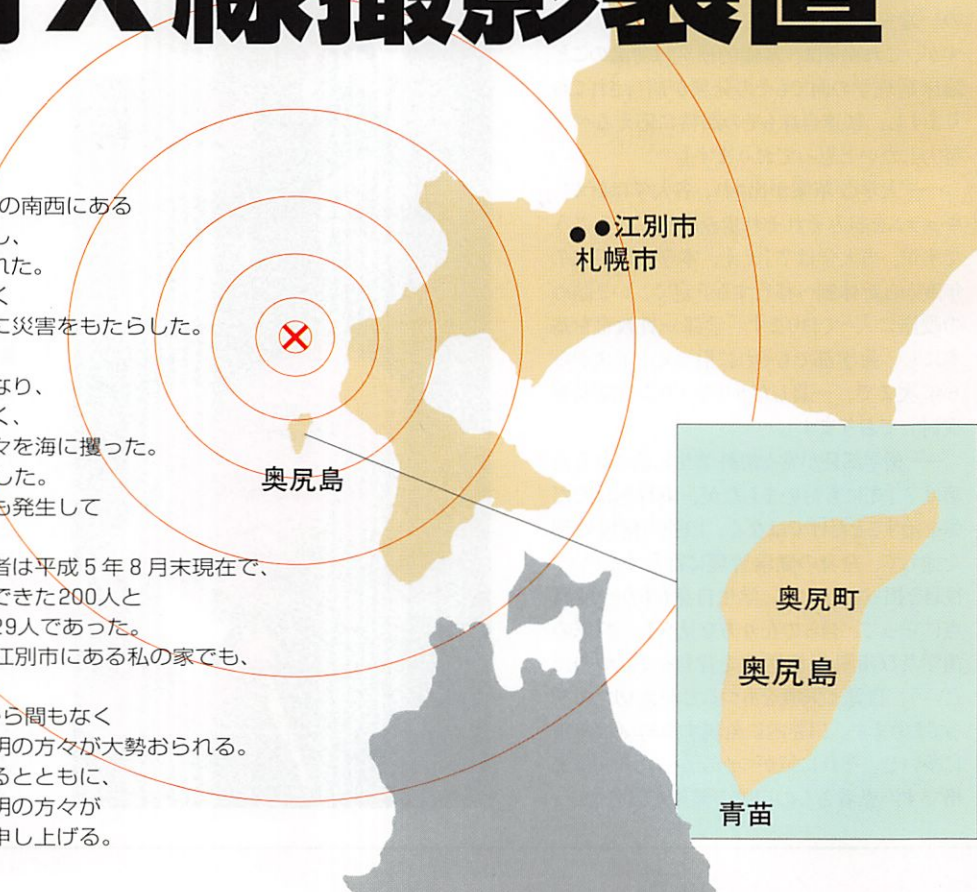 X線撮影装置
の南西にある
し、
れた。
く
に災害をもたらした。
なり、
く、
々を海に攫った。
した。
も発生して
者は平成5年8月末現在で、
できた200人と
29人であった。
江別市にある私の家でも、
ら間もなく
明の方々が大勢おられる。
るとともに、
明の方々が
申し上げる。
江別市
札幌市
奥尻島
奥尻町
奥尻島
青苗